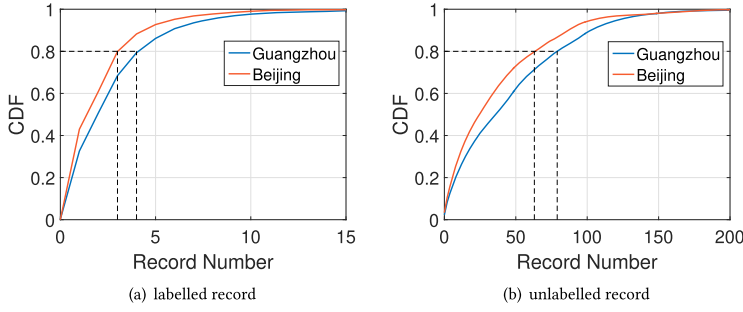 CDF
1
0.8
0.6
0.4
0.2
0
0
5
10
15
Record Number
Guangzhou
Beijing
(a) labelled record
CDF
1
0.8
0.6
0.4
0.2
0
0
50
100
150
200
Record Number
Guangzhou
Beijing
(b) unlabelled record